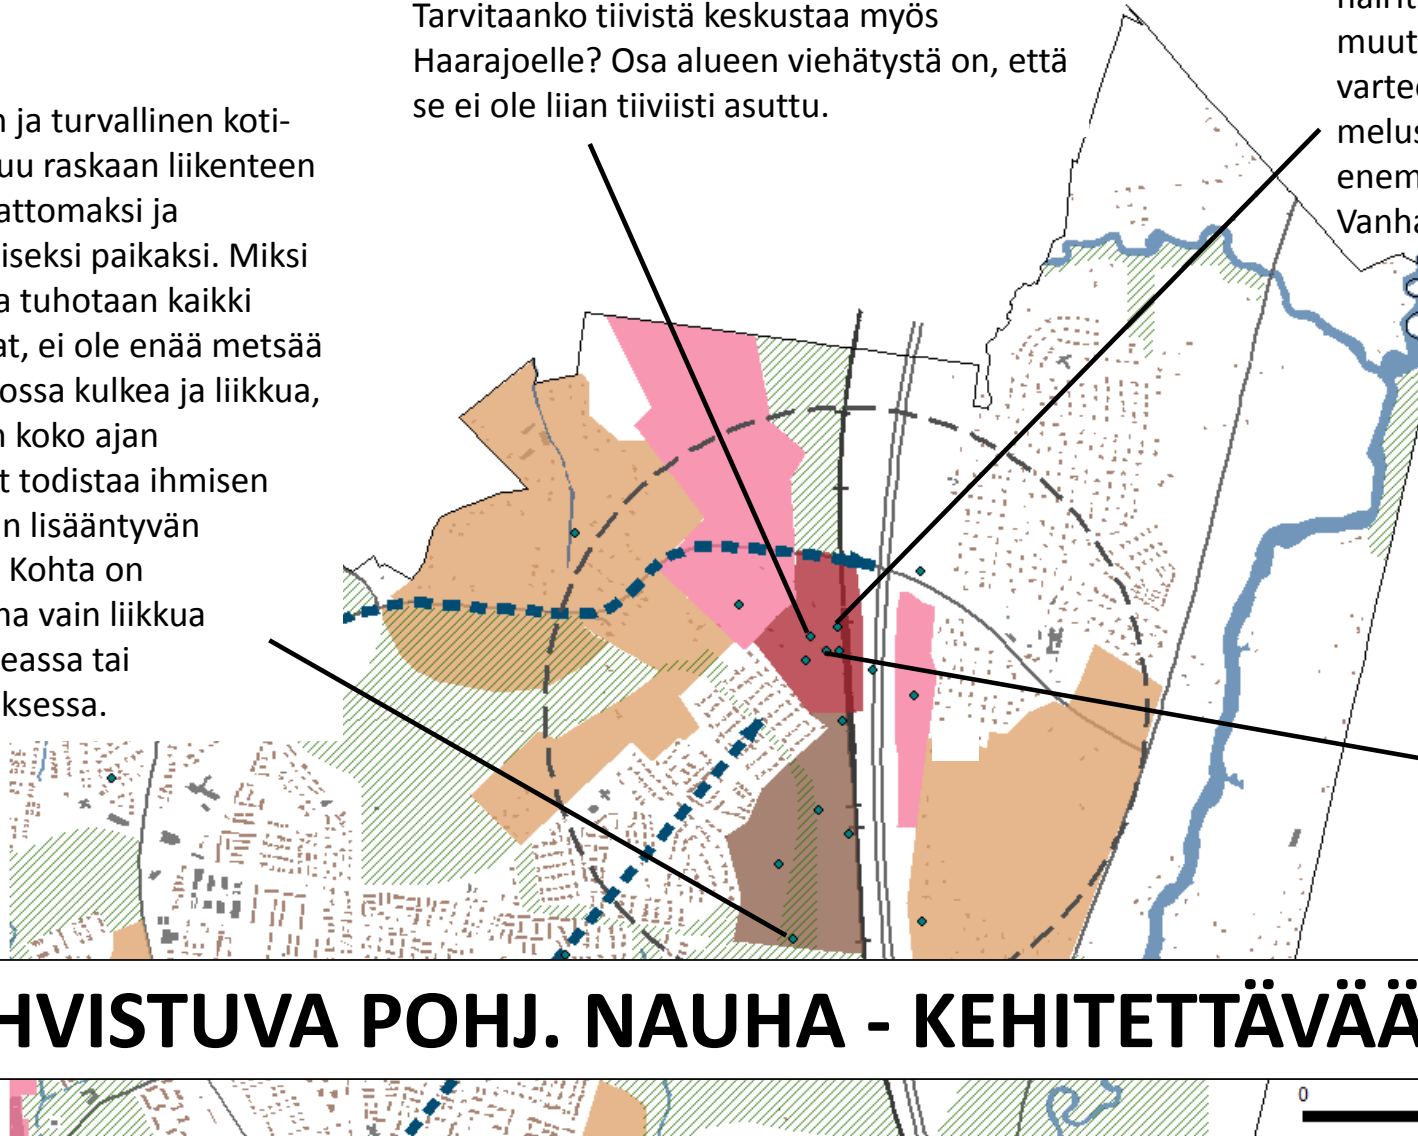 Tarvitaanko tiivistä keskustaa myös
Haarajoelle? Osa alueen viehätystä on, että
se ei ole liian tiiviisti asuttu.
n ja turvallinen koti-
uu raskaan liikenteen
attomaksi ja
iseksi paikaksi. Miksi
a tuhotaan kaikki
at, ei ole enää metsää
ossa kulkea ja liikkua,
n koko ajan
t todistaa ihmisen
n lisääntyvän
Kohta on
na vain liikkua
eassa tai
ksessa.
muut
varte
melus
enem
Vanha
HVISTUVA POHJ. NAUHA - KEHITETTÄVÄÄ
0